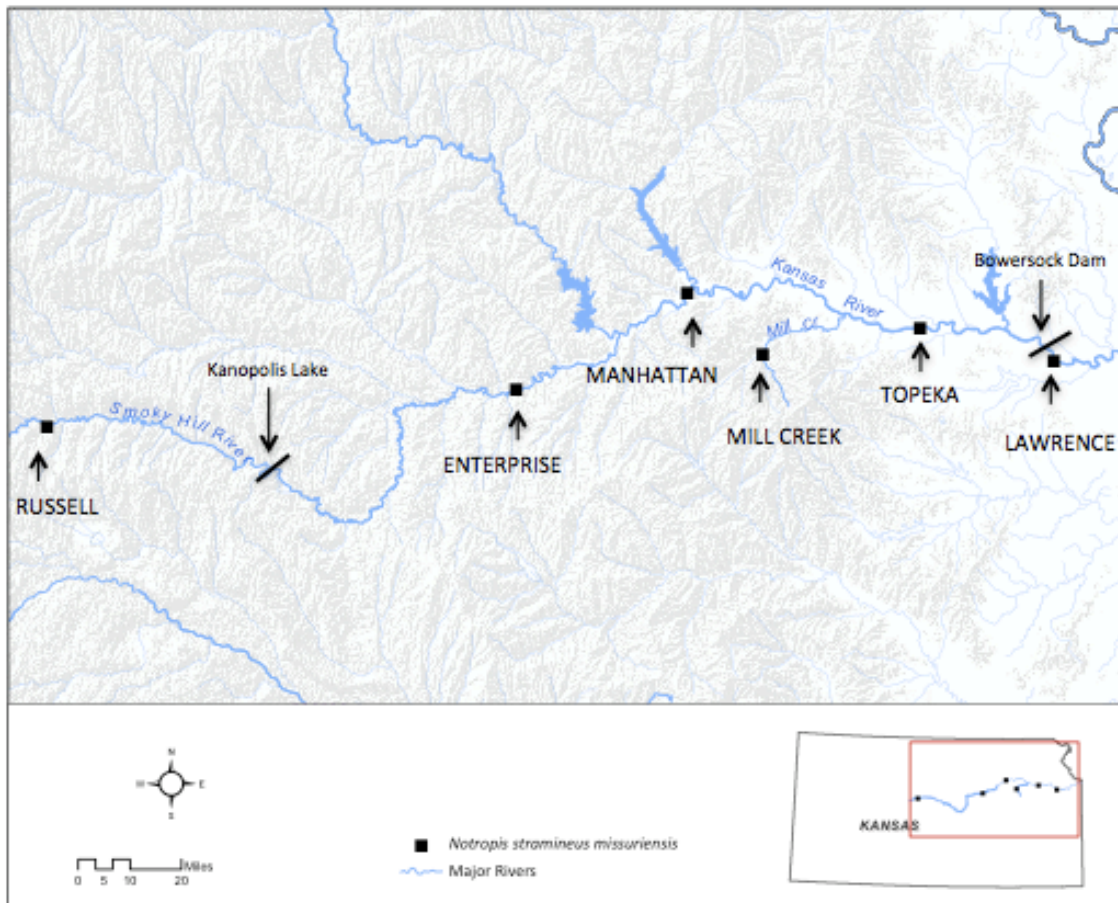 Bowersock Dam
Kansas River
Mill Cr
Kanopolis Lake
MANHATTAN
TOPEKA
Smoky Hill River
MILL CREEK
LAWRENCE
ENTERPRISE
RUSSELL
N
E
S
KANSAS
Notropis stramineus missuriensis
Major Rivers
Miles
0 5 10 20